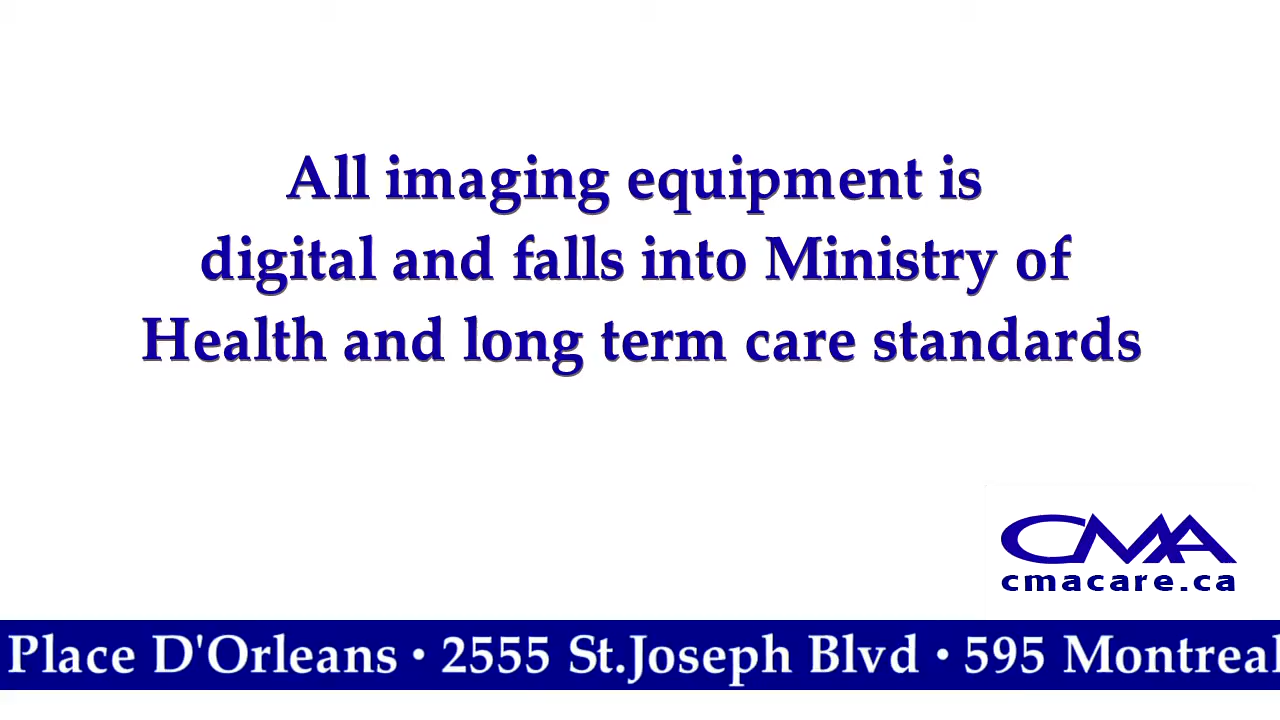 All imaging equipment is
digital and falls into Ministry of
Health and long term care standards
CMA
cmacare.ca
Place D'Orleans • 2555 St.Joseph Blvd • 595 Montreal